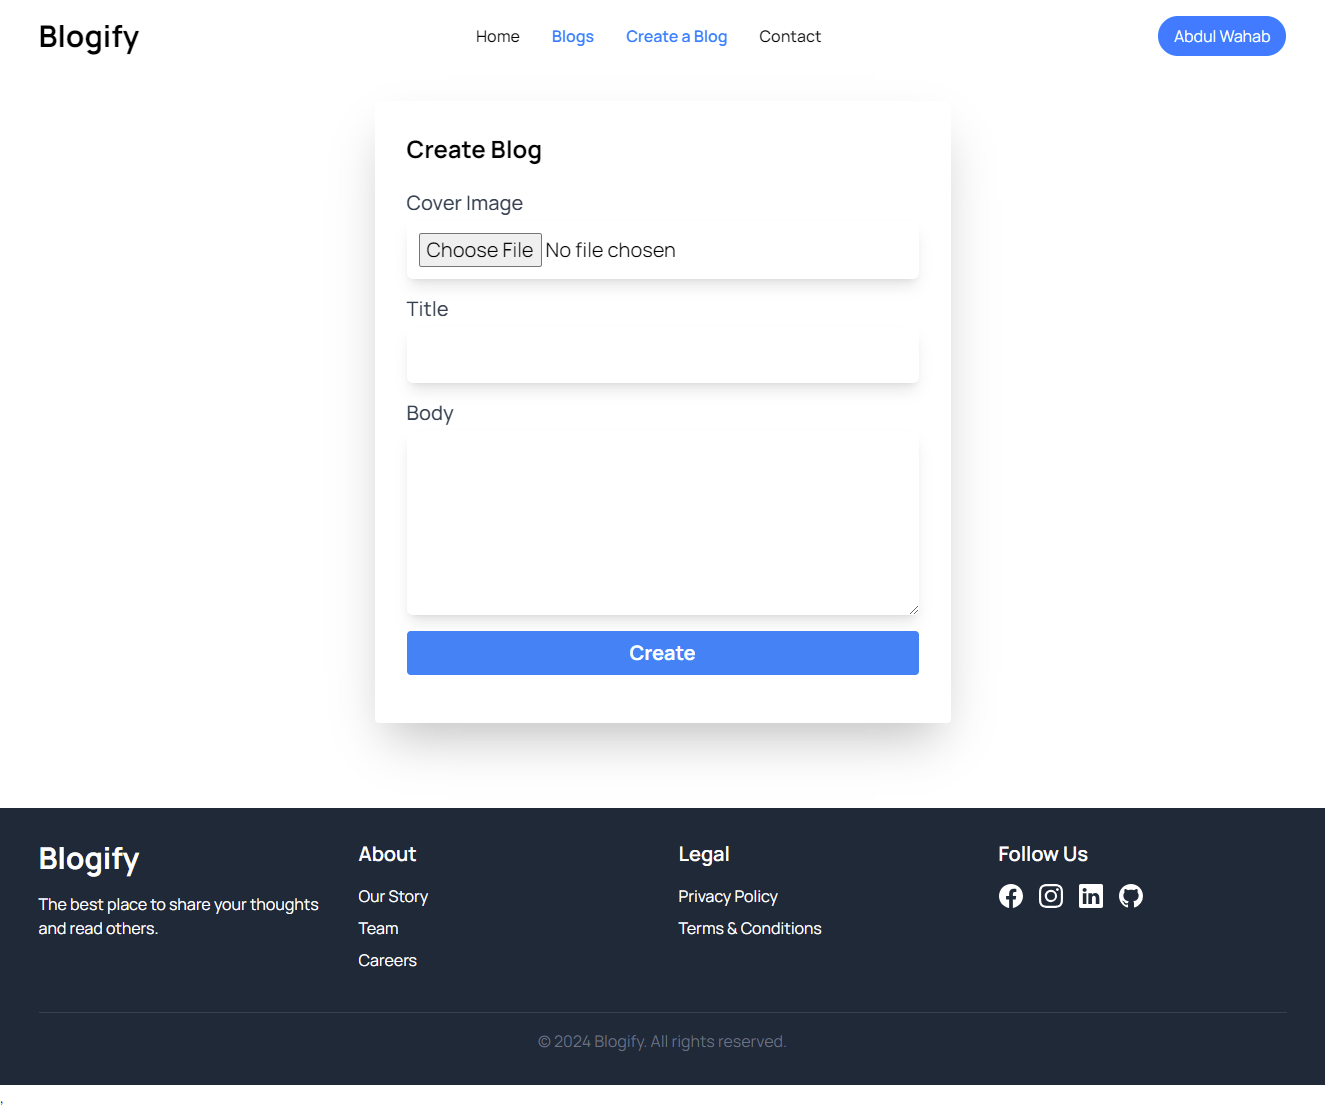 Blogify
Home
Blogs
Create a Blog
Contact
Abdul Wahab
Create Blog
Cover Image
Choose File No file chosen
Title
Body
Create
Blogify
The best place to share your thoughts
and read others.
About
Our Story
Team
Careers
Legal
Privacy Policy
Terms & Conditions
Follow Us
© 2024 Blogify. All rights reserved.
,